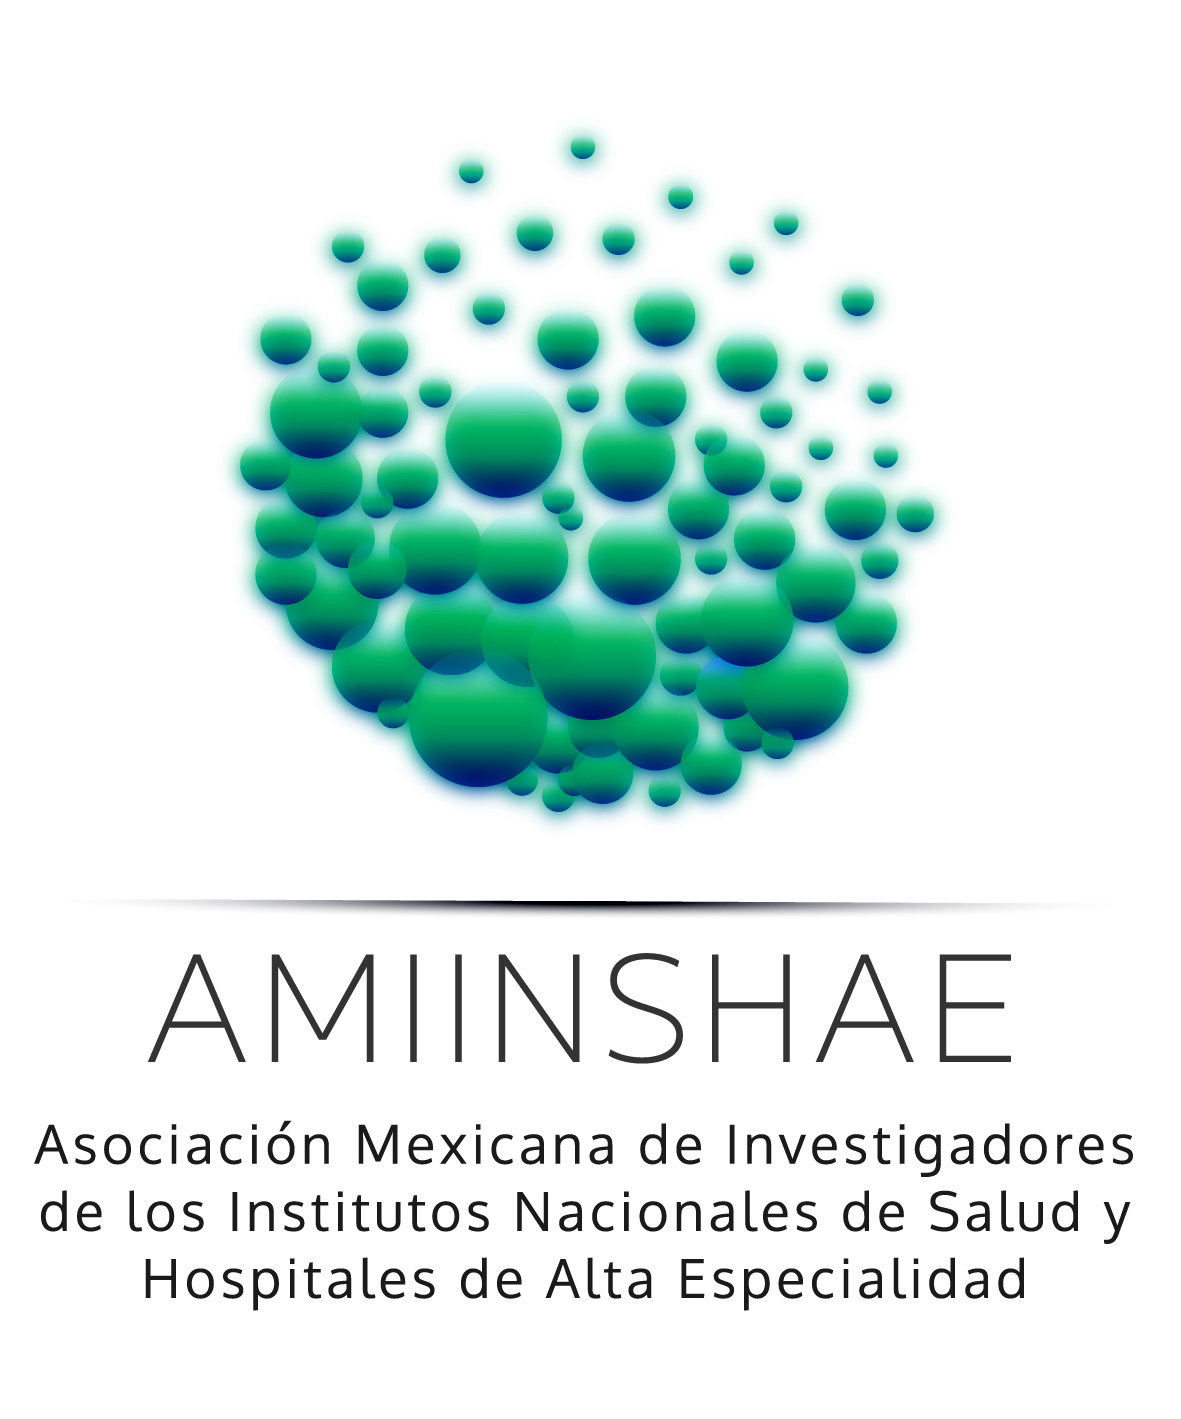 AMIINSHAE
Asociación Mexicana de Investigadores
de los Institutos Nacionales de Salud y
Hospitales de Alta Especialidad